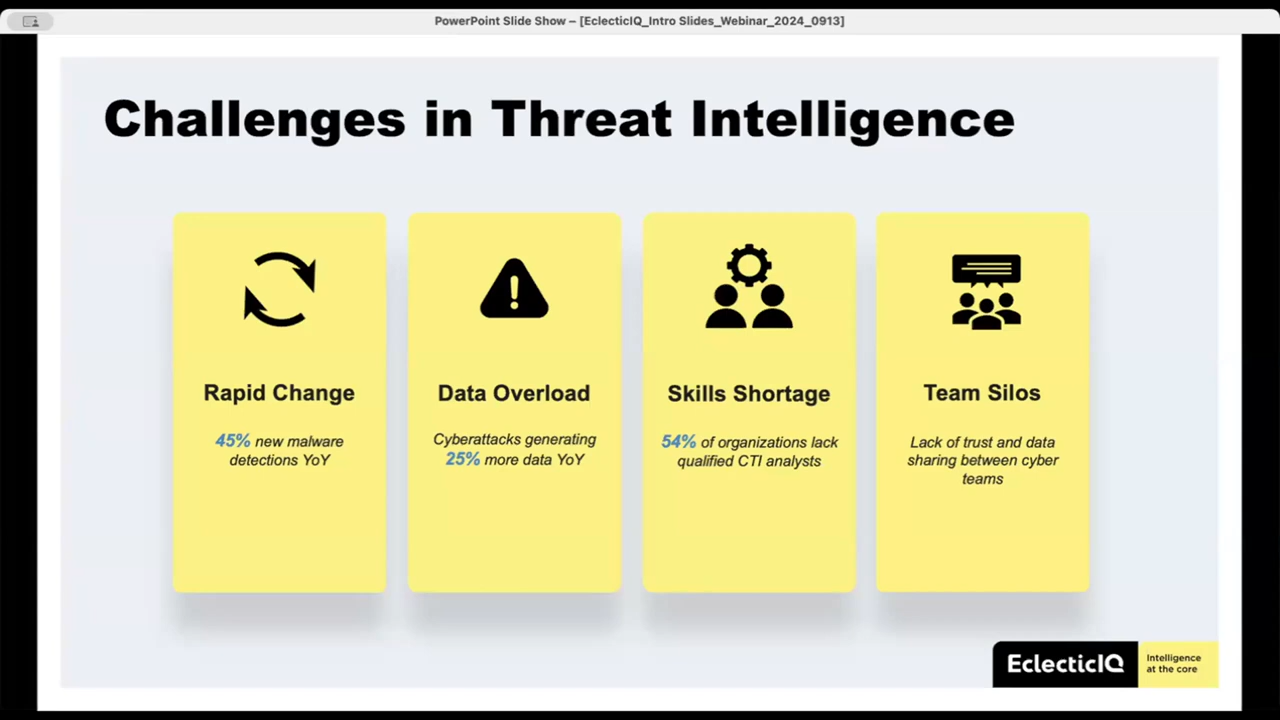 PowerPoint Slide Show – [EclecticIQ_Intro Slides_Webinar_2024_0913]
Challenges in Threat Intelligence
Rapid Change
45% new malware
detections YoY
Data Overload
Cyberattacks generating
25% more data YoY
Skills Shortage
54% of organizations lack
qualified CTI analysts
Team Silos
Lack of trust and data
sharing between cyber
teams
EclecticIQ
Intelligence
at the core